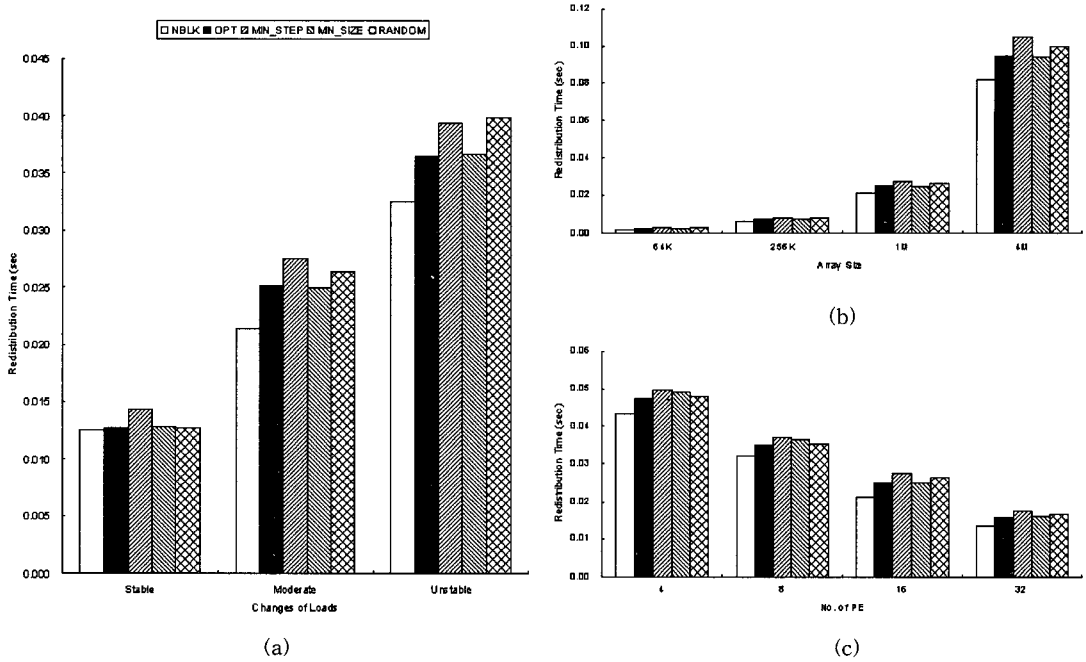 NBLK OPT MIN_STEP MIN_SIZE RANDOM
0.045
0.040
0.035
0.030
0.025
0.020
0.015
0.010
0.005
0.000
Redistribution Time (sec
Stable Moderate Unstable
Changes of Loads
(a)
0.12
0.10
0.08
0.06
0.04
0.02
0.00
Redistribution Time (sec)
64K 256K 1M 4M
Array Size
(b)
0.06
0.05
0.04
0.03
0.02
0.01
0.00
Redistribution Time (sec)
4 8 16 32
No. of PE
(c)